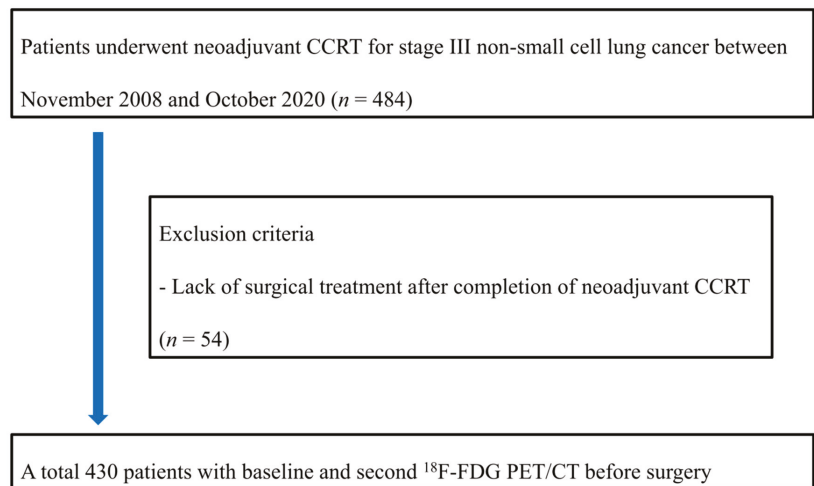 Patients underwent neoadjuvant CCRT for stage III non-small cell lung cancer between
November 2008 and October 2020 (n = 484)
Exclusion criteria
- Lack of surgical treatment after completion of neoadjuvant CCRT
(n = 54)
A total 430 patients with baseline and second ¹⁸F-FDG PET/CT before surgery